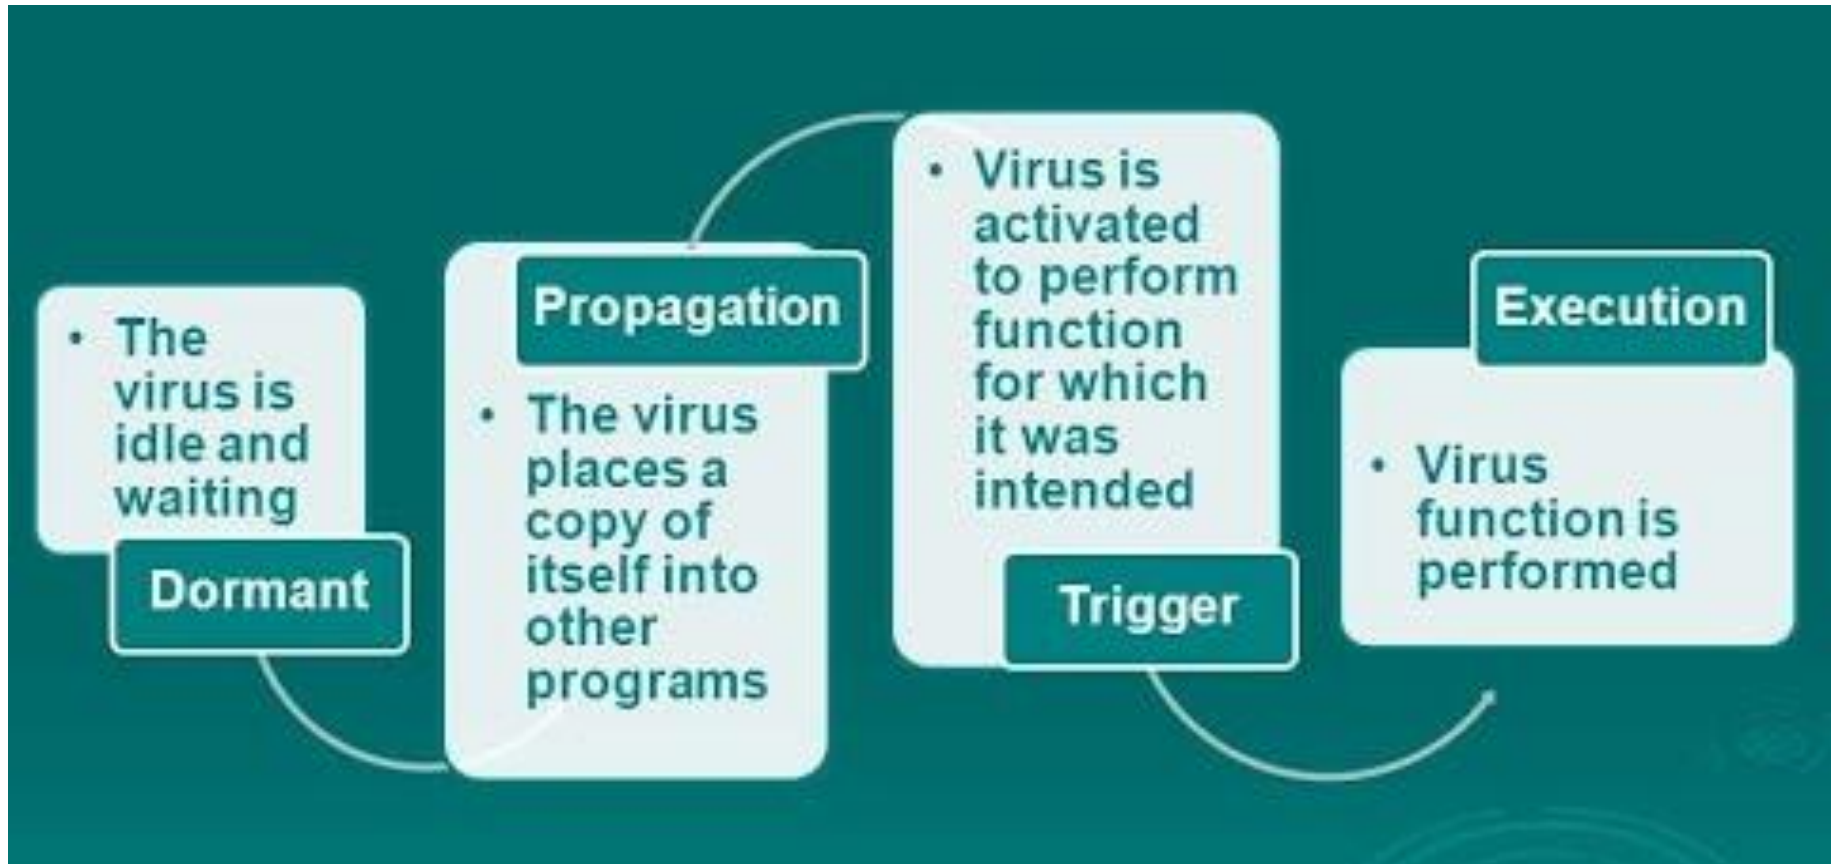 • The
virus is
idle and
waiting
Dormant
Propagation
• The virus
places a
copy of
itself into
other
programs
• Virus is
activated
to perform
function
for which
it was
intended
Trigger
Execution
• Virus
function is
performed